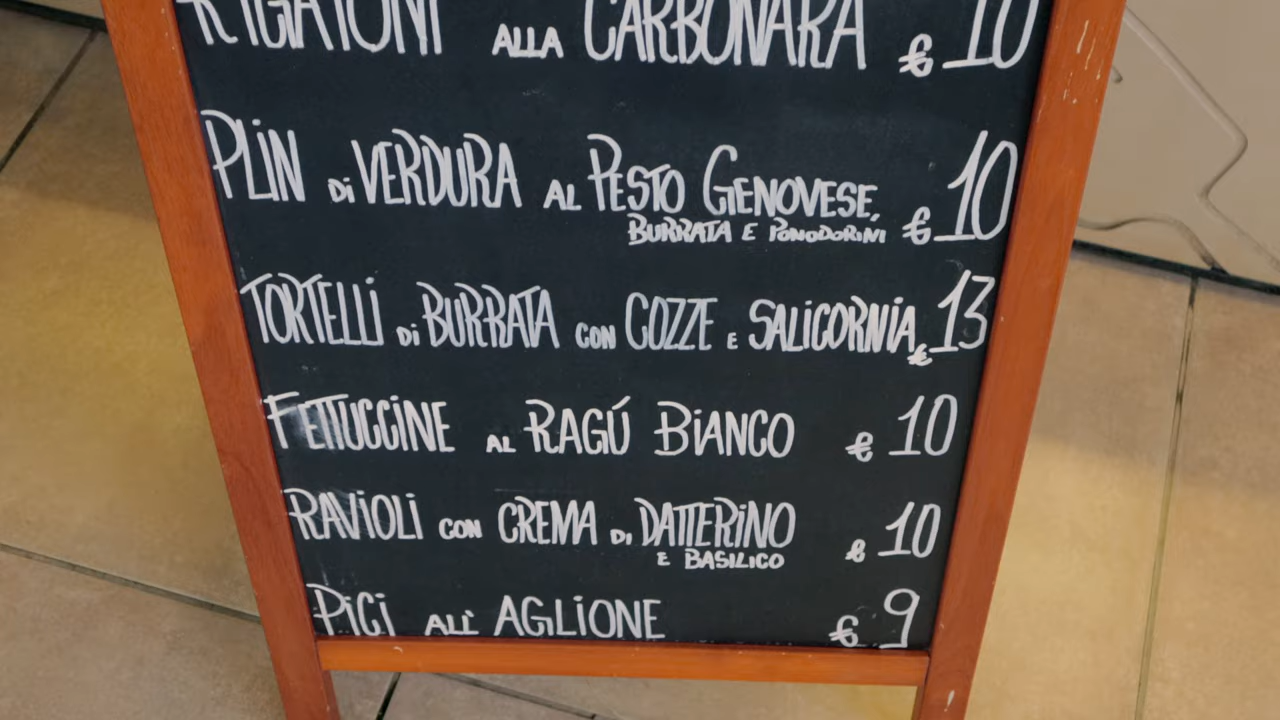 RIGATONI ALLA CARBONARA € 10
PLIN Di VERDURA AL PESTO GENOVESE, € 10
BURRATA E POMODORINI
TORTELLi Di BURRATA CON COZZE E SALiCORNiA € 13
FETTUCCiNE AL RAGÚ BiANCO € 10
RAViOLi CON CREMA Di DATTERiNO € 10
E BASILICO
PiCi ALL' AGLIONE € 9